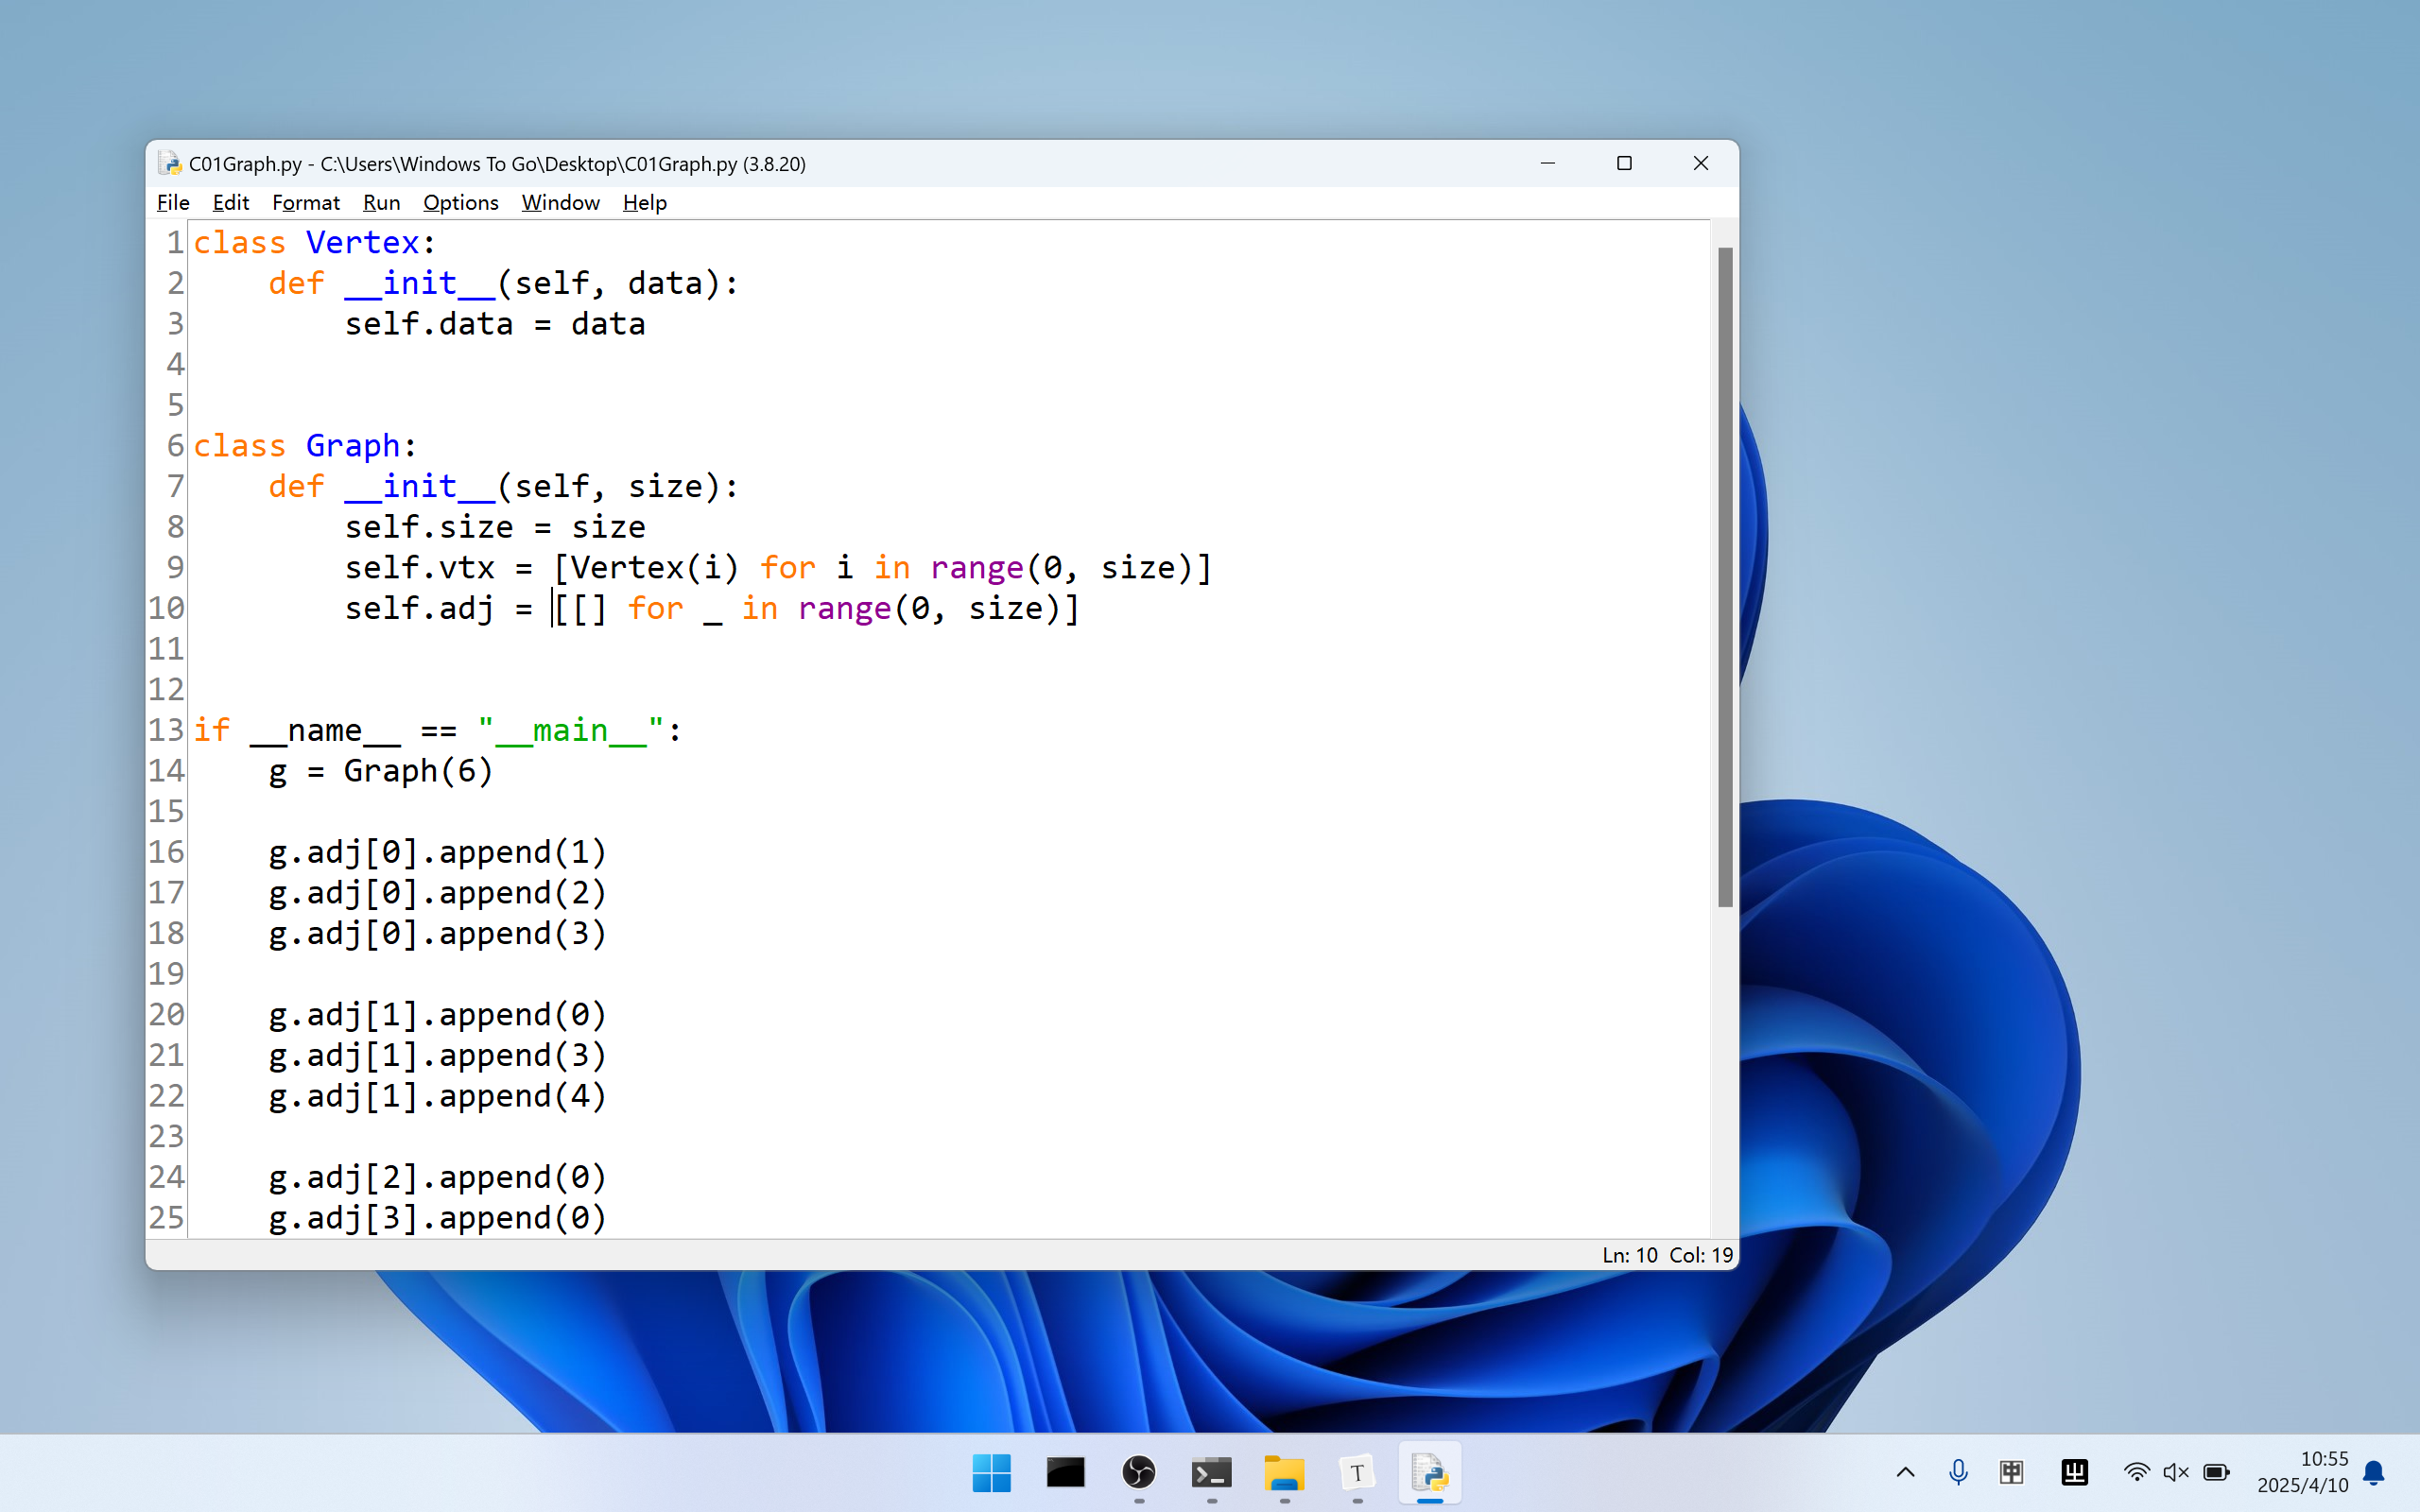 C01Graph.py - C:\Users\Windows To Go\Desktop\C01Graph.py (3.8.20)
File Edit Format Run Options Window Help
1 class Vertex:
2     def __init__(self, data):
3         self.data = data
4
5
6 class Graph:
7     def __init__(self, size):
8         self.size = size
9         self.vtx = [Vertex(i) for i in range(0, size)]
10         self.adj = [[] for _ in range(0, size)]
11
12
13 if __name__ == "__main__":
14     g = Graph(6)
15
16     g.adj[0].append(1)
17     g.adj[0].append(2)
18     g.adj[0].append(3)
19
20     g.adj[1].append(0)
21     g.adj[1].append(3)
22     g.adj[1].append(4)
23
24     g.adj[2].append(0)
25     g.adj[3].append(0)
Ln: 10 Col: 19
T
10:55
2025/4/10